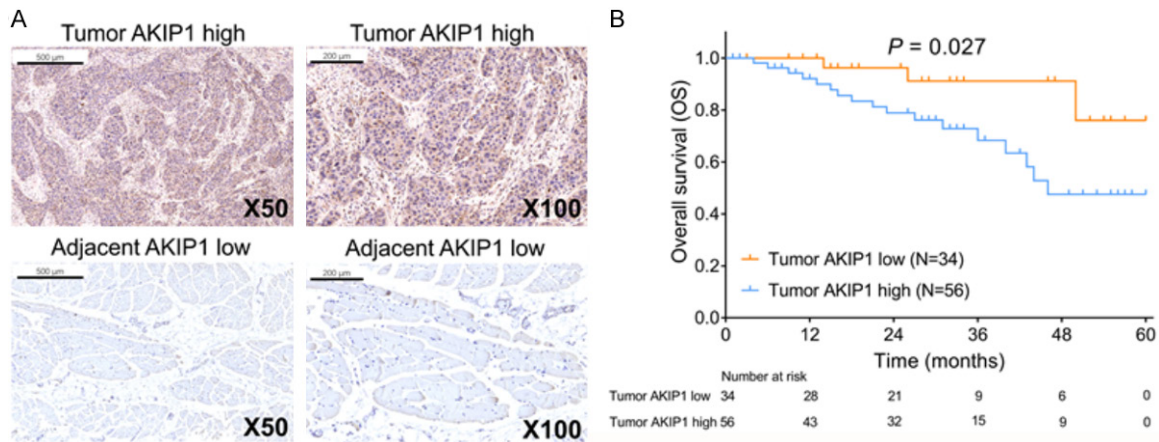 A
Tumor AKIP1 high
Tumor AKIP1 high
500 μm
200 μm
X50
X100
Adjacent AKIP1 low
Adjacent AKIP1 low
500 μm
200 μm
X50
X100
B
P = 0.027
Overall survival (OS)
1.0
0.8
0.6
0.4
0.2
0.0
Tumor AKIP1 low (N=34)
Tumor AKIP1 high (N=56)
0 12 24 36 48 60
Time (months)
Number at risk
Tumor AKIP1 low 34 28 21 9 6 0
Tumor AKIP1 high 56 43 32 15 9 0